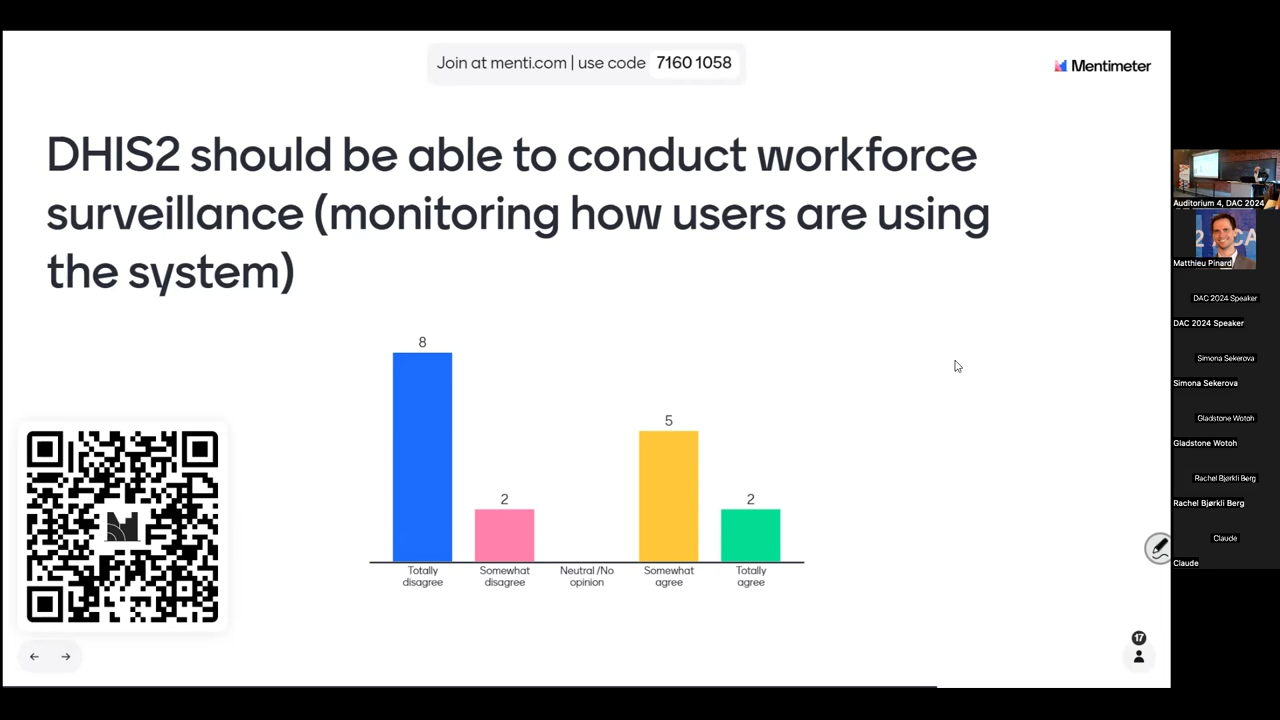 Join at menti.com | use code 7160 1058
Mentimeter
DHIS2 should be able to conduct workforce
surveillance (monitoring how users are using
the system)
8
2
5
2
Totally
disagree
Somewhat
disagree
Neutral /No
opinion
Somewhat
agree
Totally
agree
17
Auditorium 4, DAC 2024
Matthieu Pinard
DAC 2024 Speaker
DAC 2024 Speaker
Simona Sekerova
Simona Sekerova
Gladstone Wotoh
Gladstone Wotoh
Rachel Bjørkli Berg
Rachel Bjørkli Berg
Claude
Claude